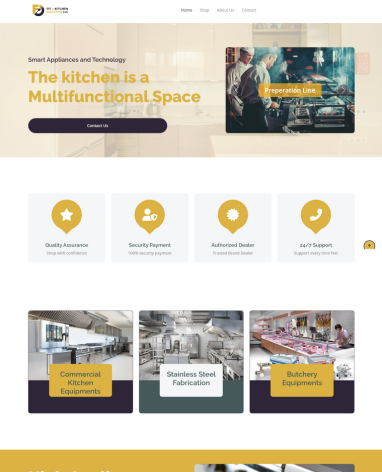 FIT - KITCHEN
Home Shop About Us Contact
Smart Appliances and Technology
The kitchen is a
Multifunctional Space
Contact Us
Preperation Line
Quality Assurance
Shop with confidence
Security Payment
100% security payment
Authorized Dealer
Trusted Brand Dealer
24/7 Support
Support every time fast
Commercial
Kitchen
Equipments
Stainless Steel
Fabrication
Butchery
Equipments